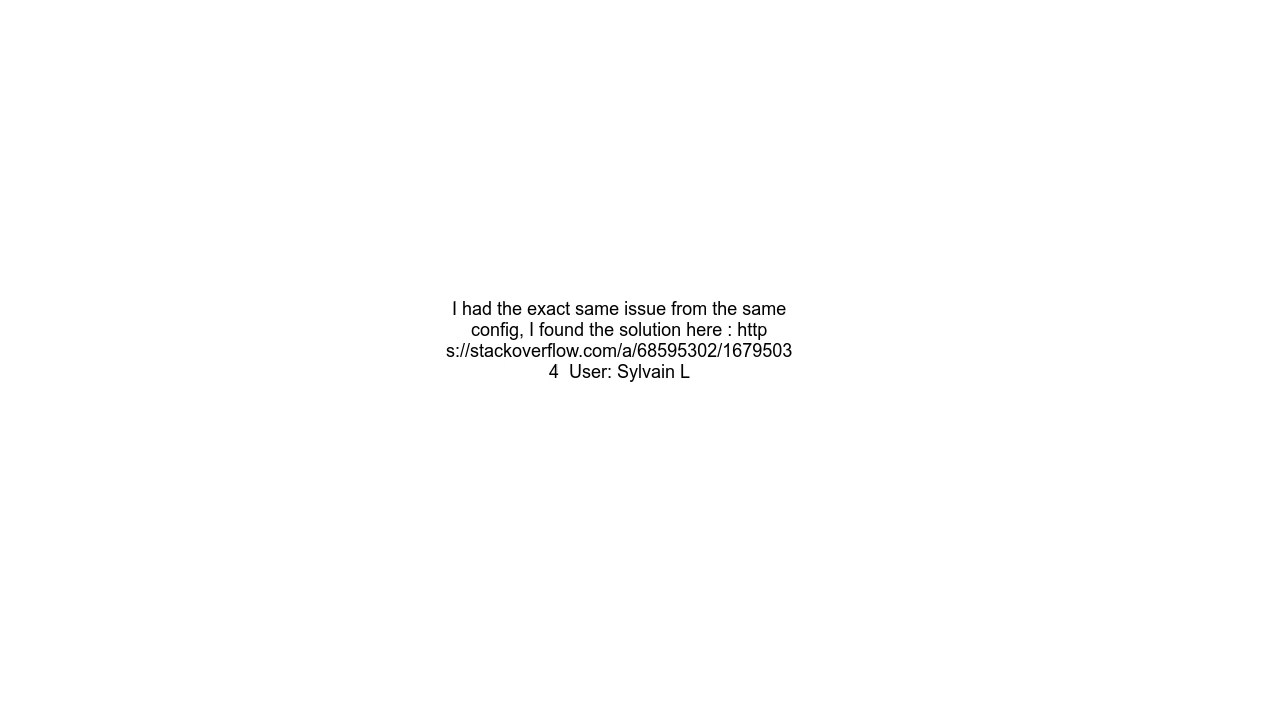 I had the exact same issue from the same
config, I found the solution here : http
s://stackoverflow.com/a/68595302/1679503
4  User: Sylvain L